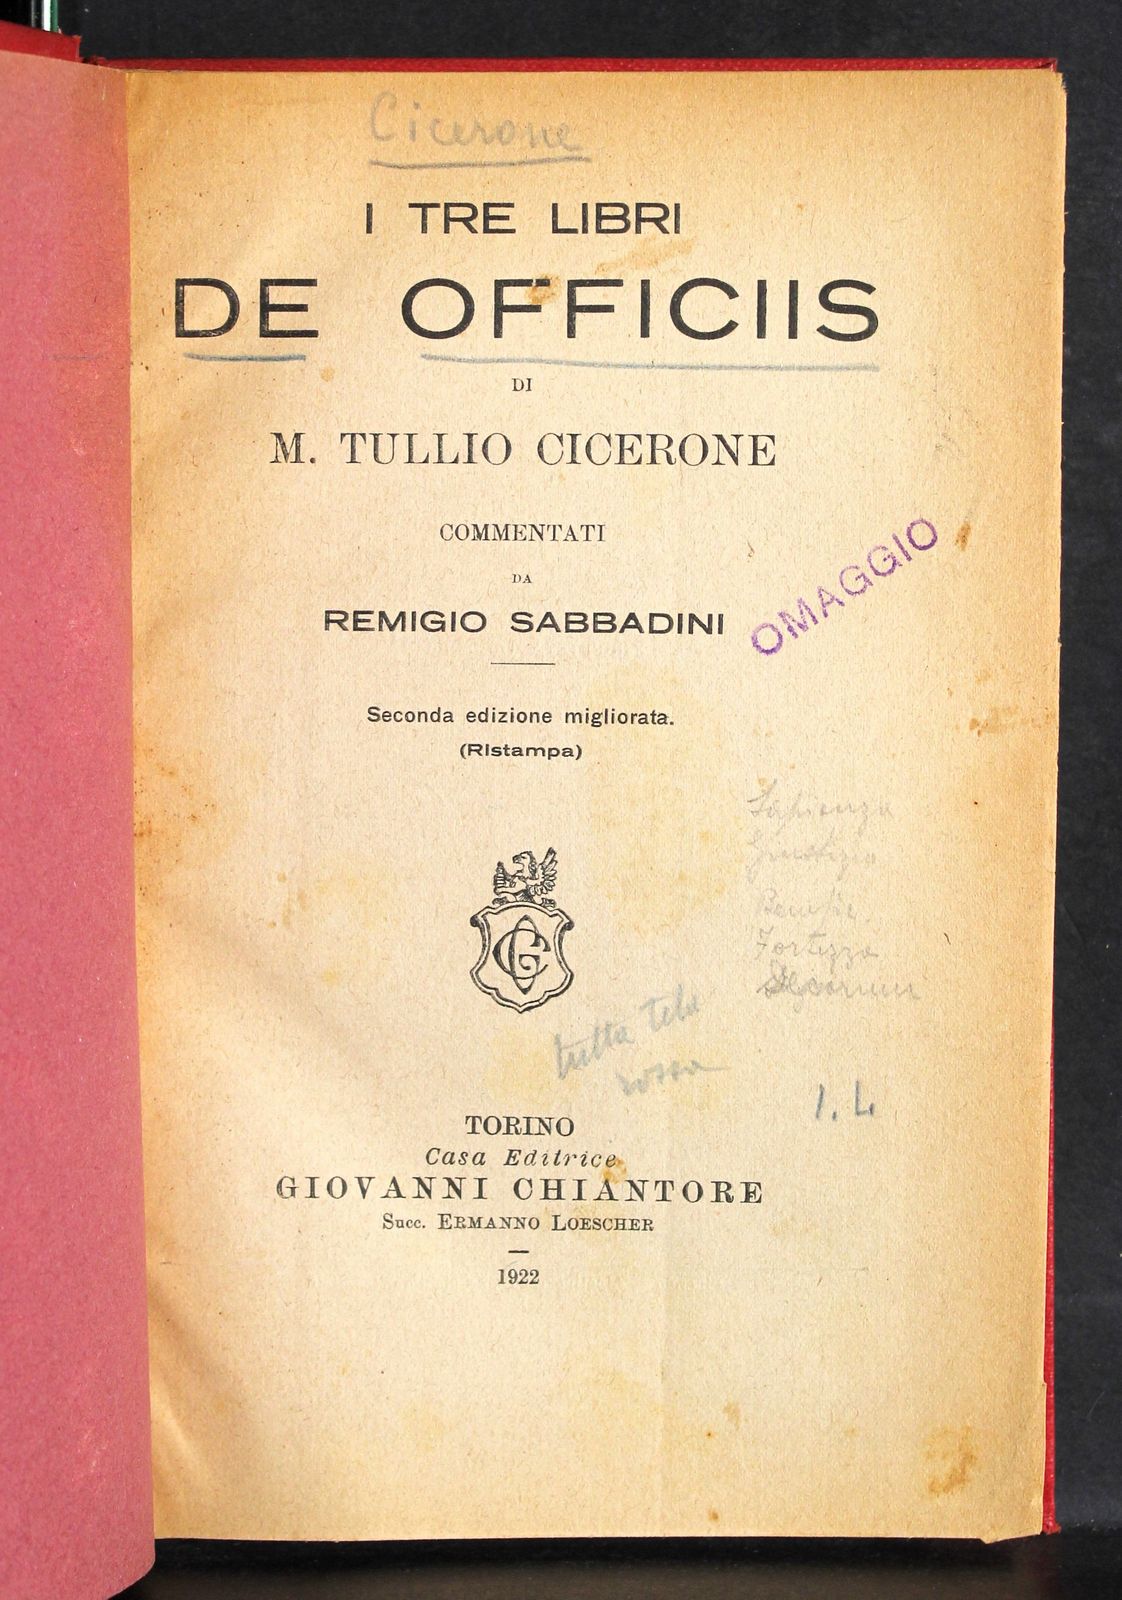 Cicerone
I TRE LIBRI
DE OFFICIIS
DI
M. TULLIO CICERONE
COMMENTATI
DA
REMIGIO SABBADINI
OMAGGIO
Seconda edizione migliorata.
(Ristampa)
Sapienza
Giustizia
Fortezza
GC
tutta tela
rossa
1. L
TORINO
Casa Editrice
GIOVANNI CHIANTORE
Succ. ERMANNO LOESCHER
1922